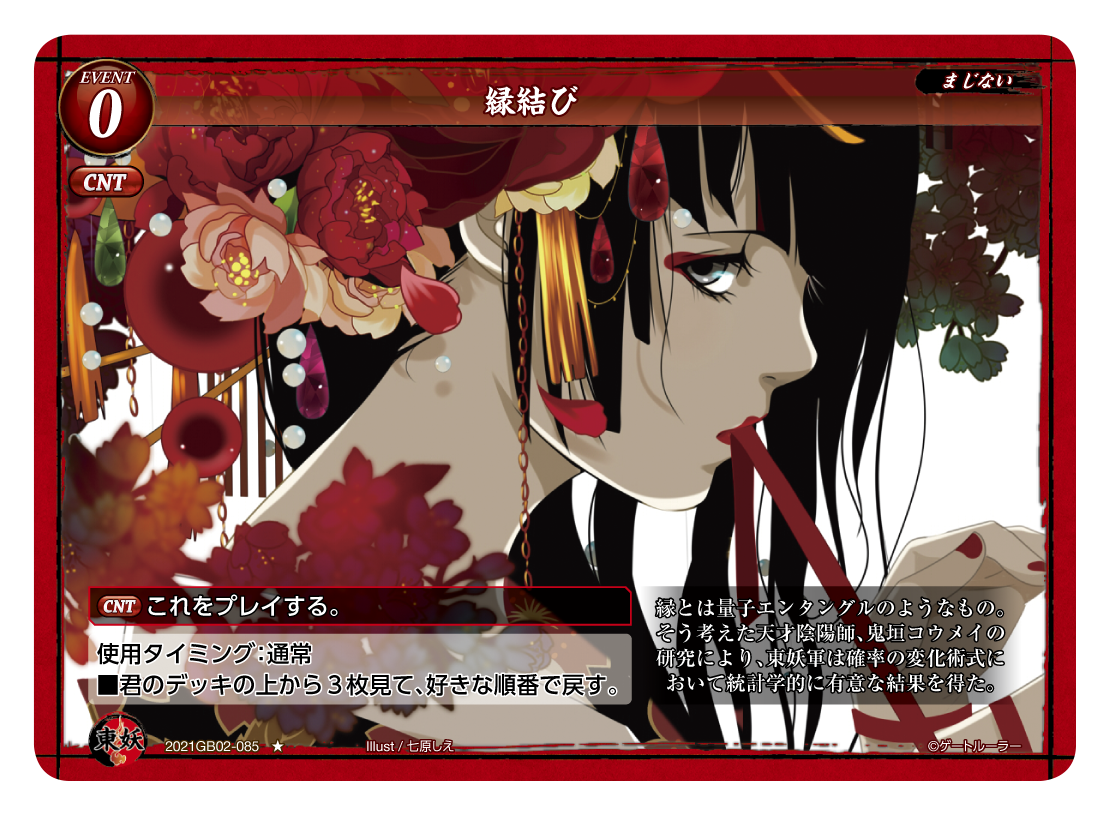 EVENT
0
縁結び
まじない
CNT
CNT これをプレイする。
使用タイミング:通常
■君のデッキの上から3枚見て、好きな順番で戻す。
縁とは量子エンタングルのようなもの。
そう考えた天才陰陽師、鬼垣コウメイの
研究により、東妖軍は確率の変化術式に
おいて統計学的に有意な結果を得た。
東妖
2021GB02-085 ★
Illust / 七原しえ
©ゲートルーラー